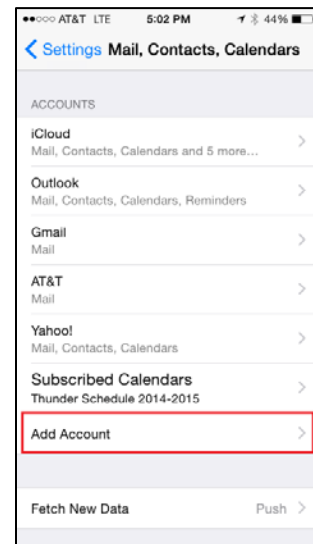 AT&T LTE 5:02 PM 44%
Settings Mail, Contacts, Calendars
ACCOUNTS
iCloud
Mail, Contacts, Calendars and 5 more...
Outlook
Mail, Contacts, Calendars, Reminders
Gmail
Mail
AT&T
Mail
Yahoo!
Mail, Contacts, Calendars
Subscribed Calendars
Thunder Schedule 2014-2015
Add Account
Fetch New Data Push